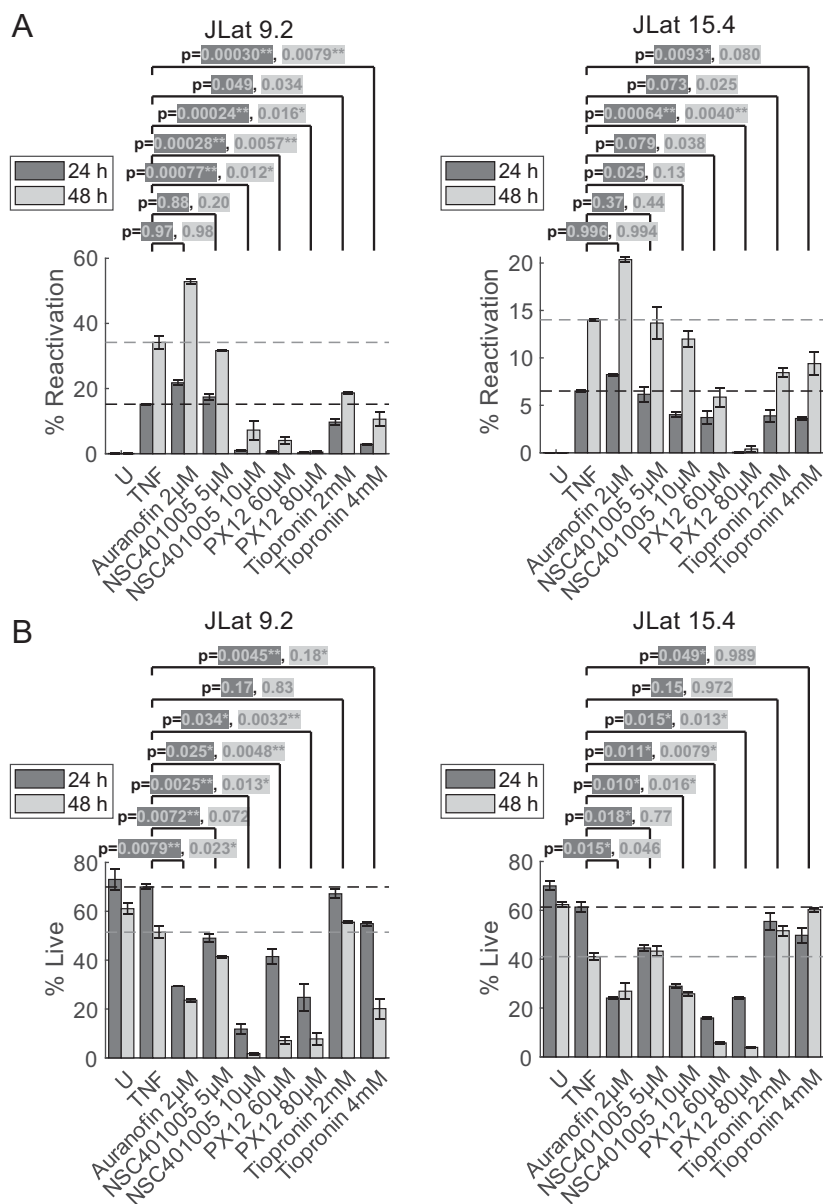 A
JLat 9.2
p=0.00030**, 0.0079**
p=0.049, 0.034
p=0.00024**, 0.016*
p=0.00028**, 0.0057**
p=0.00077**, 0.012*
p=0.88, 0.20
p=0.97, 0.98
24 h
48 h
% Reactivation
60
40
20
0
U
TNF
Auranofin 2µM
NSC401005 5µM
NSC401005 10µM
PX12 60µM
PX12 80µM
Tiopronin 2mM
Tiopronin 4mM
JLat 15.4
p=0.0093*, 0.080
p=0.073, 0.025
p=0.00064**, 0.0040**
p=0.079, 0.038
p=0.025, 0.13
p=0.37, 0.44
p=0.996, 0.994
24 h
48 h
% Reactivation
20
15
10
5
0
U
TNF
Auranofin 2µM
NSC401005 5µM
NSC401005 10µM
PX12 60µM
PX12 80µM
Tiopronin 2mM
Tiopronin 4mM
B
JLat 9.2
p=0.0045**, 0.18*
p=0.17, 0.83
p=0.034*, 0.0032**
p=0.025*, 0.0048**
p=0.0025**, 0.013*
p=0.0072**, 0.072
p=0.0079**, 0.023*
24 h
48 h
% Live
80
60
40
20
0
U
TNF
Auranofin 2µM
NSC401005 5µM
NSC401005 10µM
PX12 60µM
PX12 80µM
Tiopronin 2mM
Tiopronin 4mM
JLat 15.4
p=0.049*, 0.989
p=0.15, 0.972
p=0.015*, 0.013*
p=0.011*, 0.0079*
p=0.010*, 0.016*
p=0.018*, 0.77
p=0.015*, 0.046
24 h
48 h
% Live
80
60
40
20
0
U
TNF
Auranofin 2µM
NSC401005 5µM
NSC401005 10µM
PX12 60µM
PX12 80µM
Tiopronin 2mM
Tiopronin 4mM